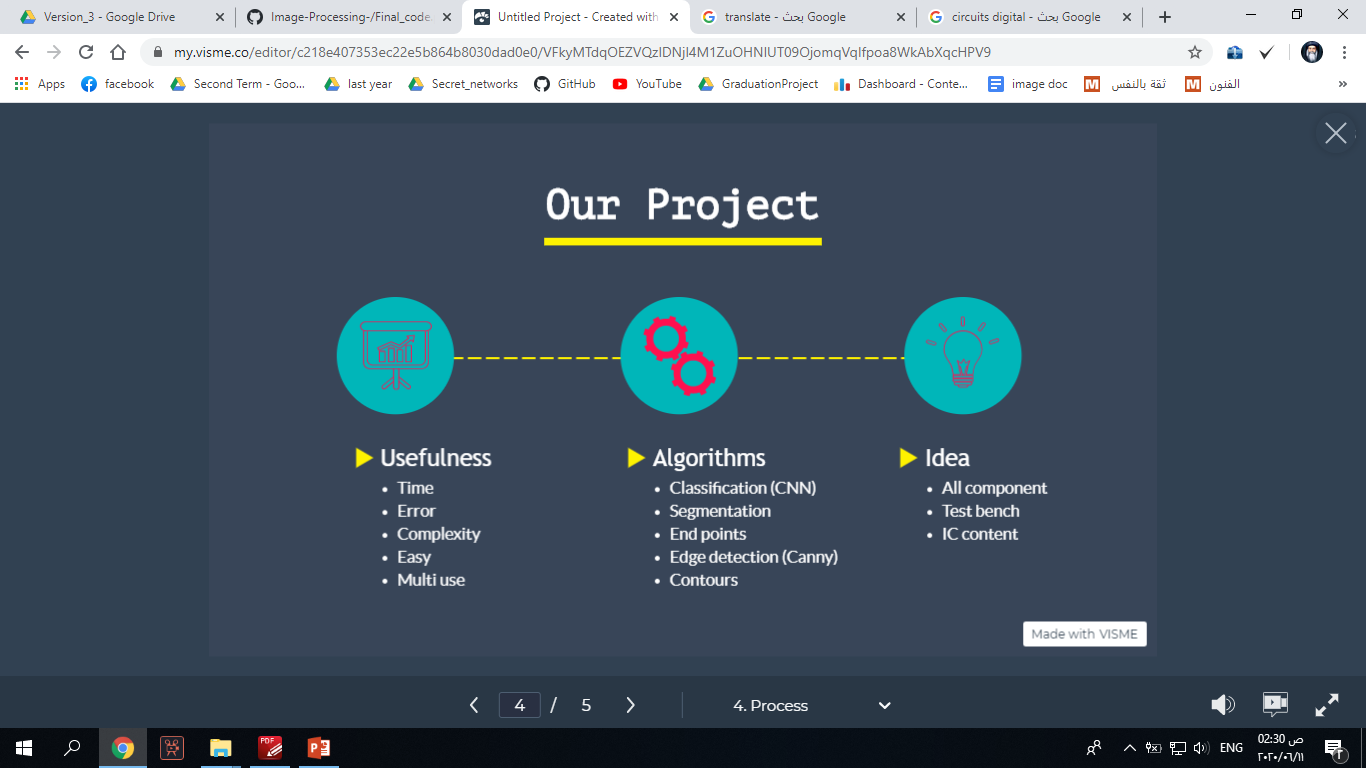 Version_3 - Google Drive
Image-Processing-/Final_code
Untitled Project - Created with
translate - بحث Google
circuits digital - بحث Google
my.visme.co/editor/c218e407353ec22e5b864b8030dad0e0/VFkyMTdqOEZVQzlDNjI4M1ZuOHNIUT09OjomqVqIfpoa8WkAbXqcHPV9
Apps
facebook
Second Term - Goo...
last year
Secret_networks
GitHub
YouTube
GraduationProject
Dashboard - Conte...
image doc
ثقة بالنفس
الفنون
»
Our Project
Usefulness
• Time
• Error
• Complexity
• Easy
• Multi use
Algorithms
• Classification (CNN)
• Segmentation
• End points
• Edge detection (Canny)
• Contours
Idea
• All component
• Test bench
• IC content
Made with VISME
4 / 5
4. Process
PDF
ENG
02:30 ص
٢٠٢٠/٠٦/١١